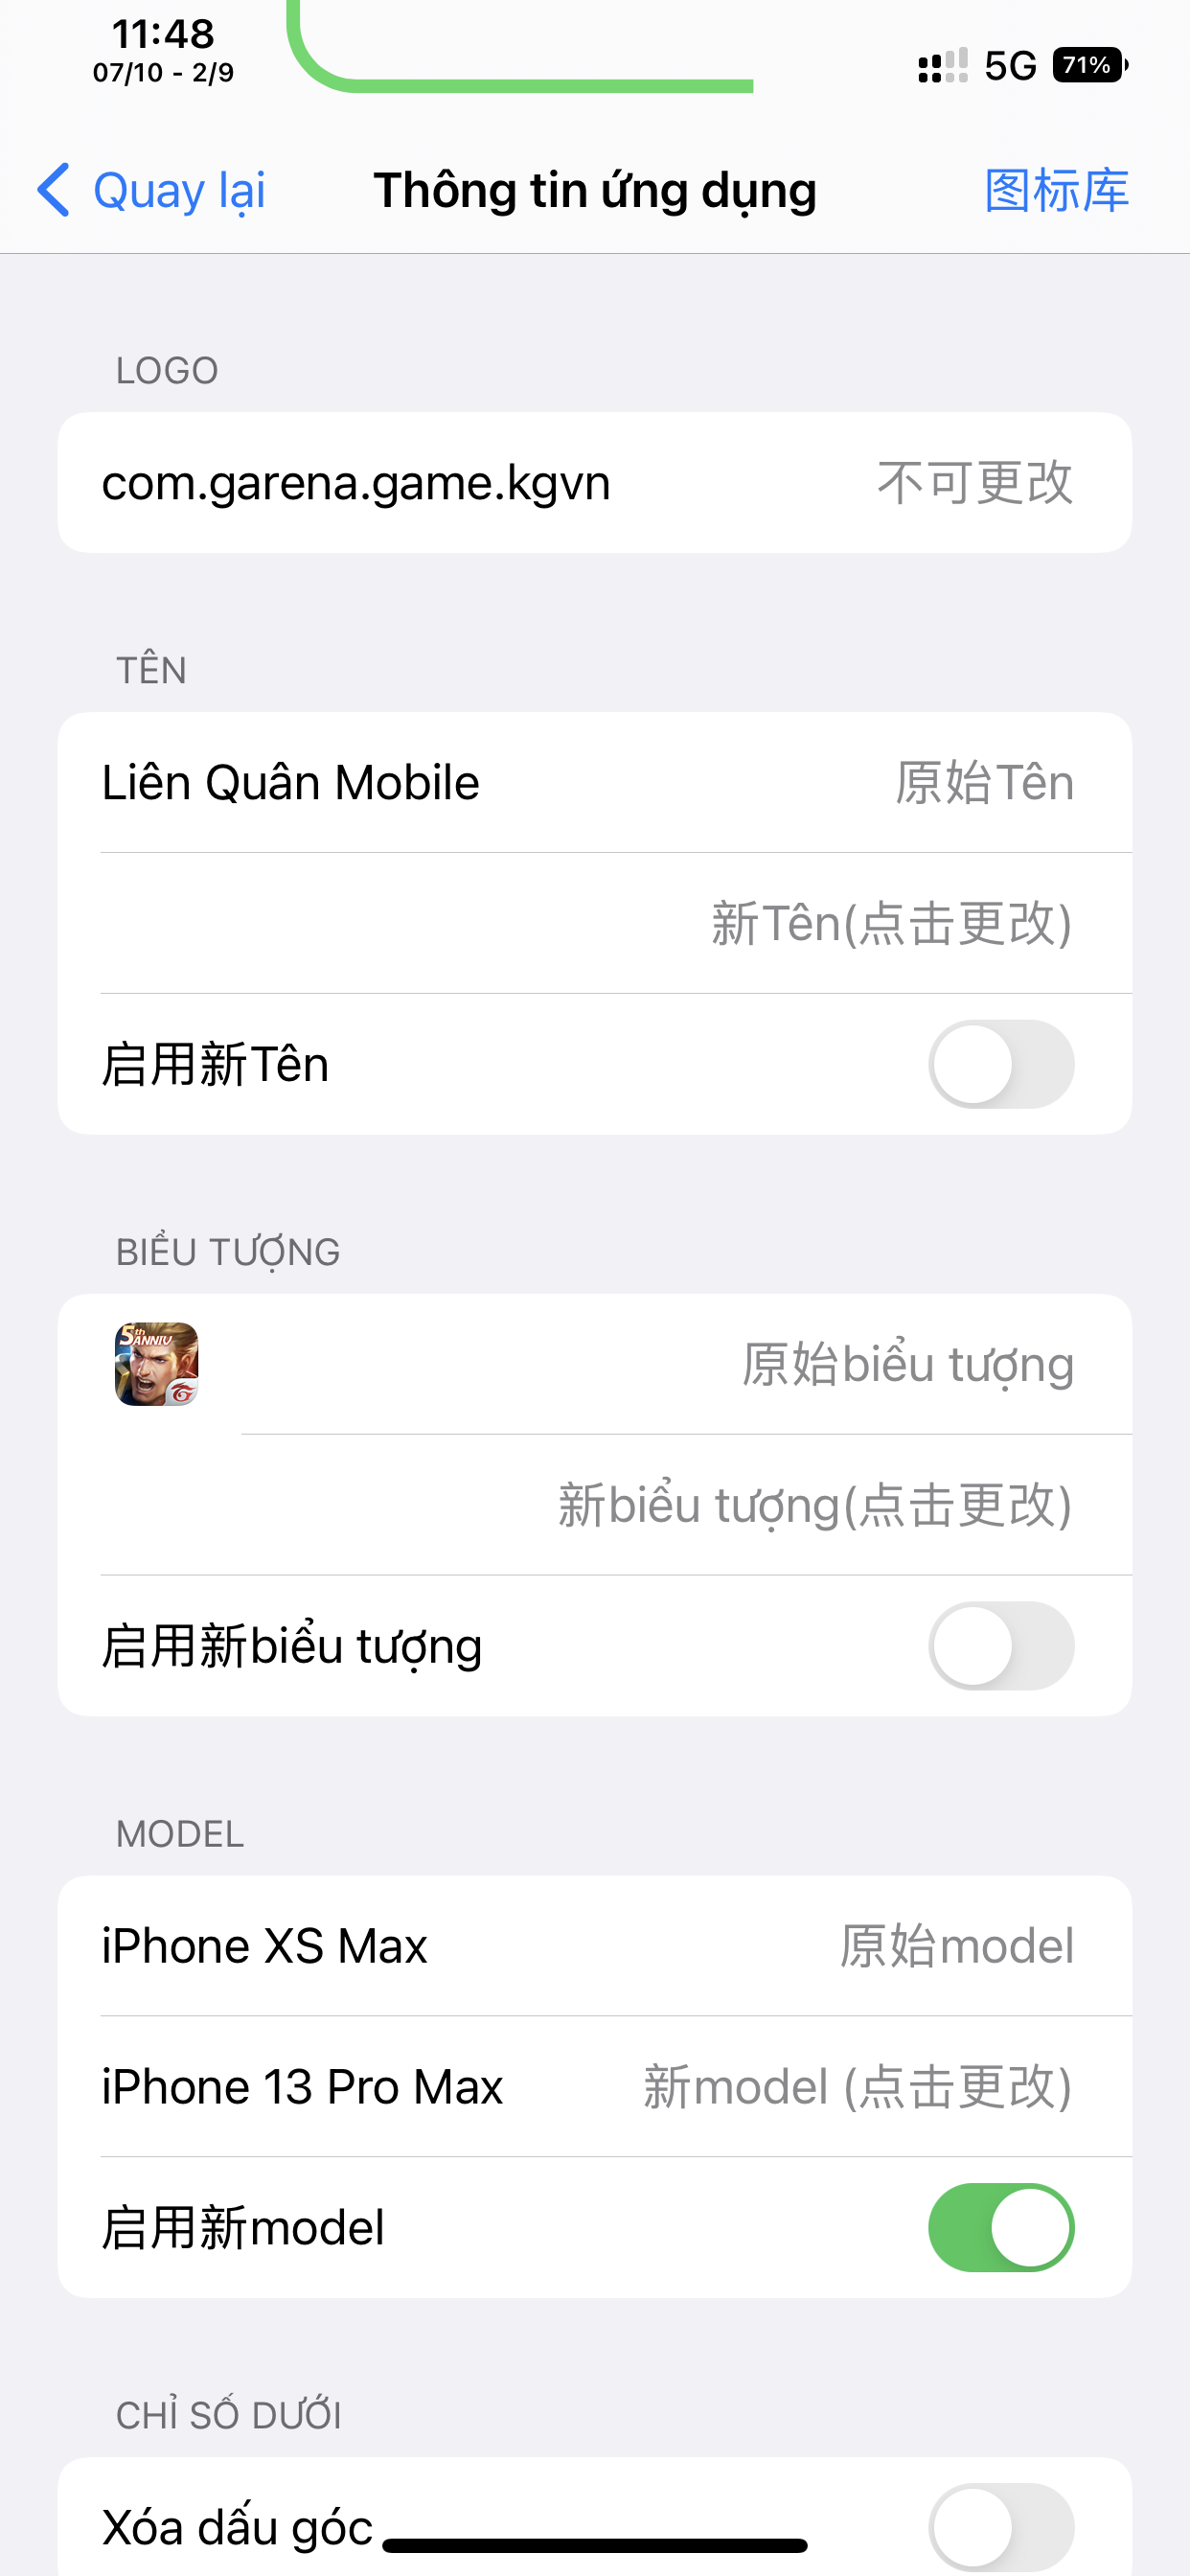 11:48
07/10 - 2/9
5G 71%
Quay lại Thông tin ứng dụng 图标库
LOGO
com.garena.game.kgvn 不可更改
TÊN
Liên Quân Mobile 原始Tên
新Tên(点击更改)
启用新Tên
BIỂU TƯỢNG
5th ANNIV
原始biểu tượng
新biểu tượng(点击更改)
启用新biểu tượng
MODEL
iPhone XS Max 原始model
iPhone 13 Pro Max 新model (点击更改)
启用新model
CHỈ SỐ DƯỚI
Xóa dấu góc